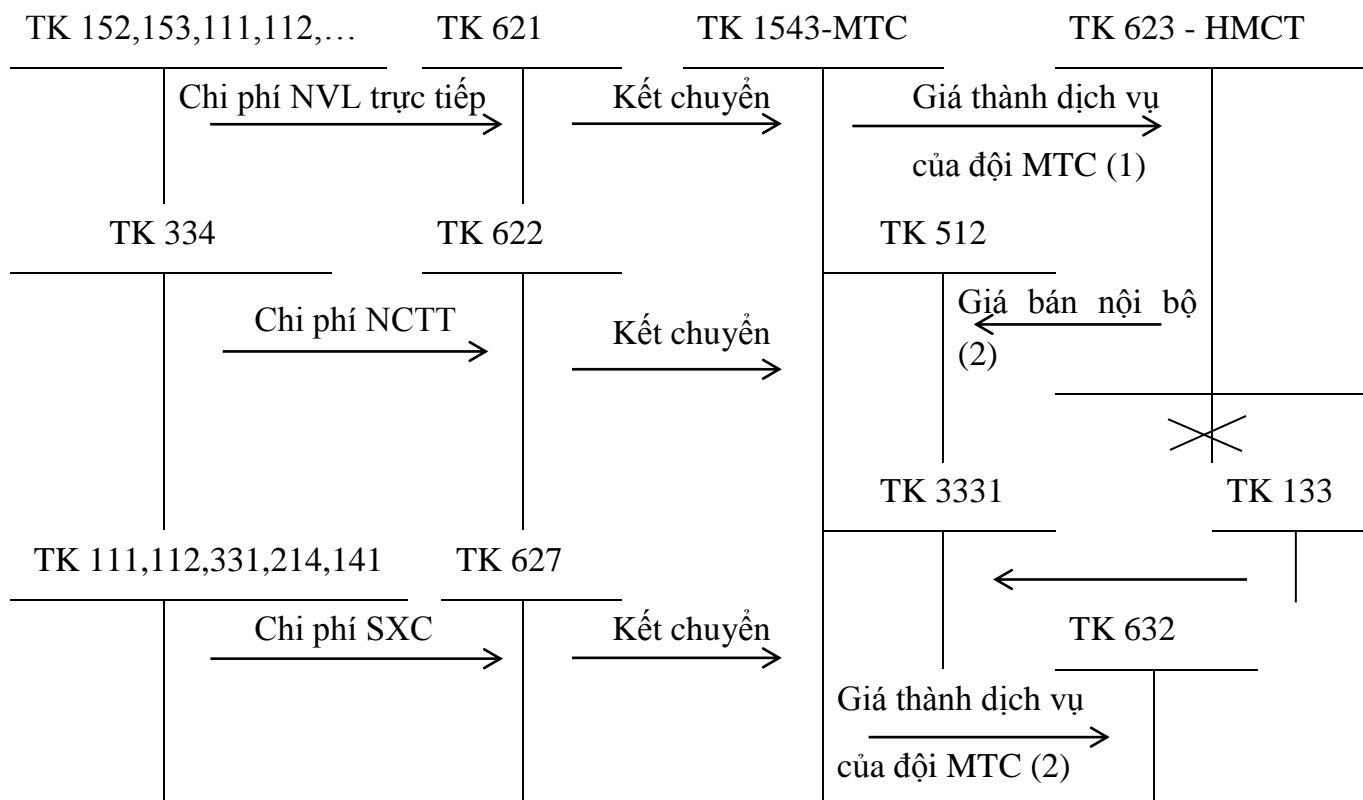 TK 152,153,111,112,… TK 621 TK 1543-MTC TK 623 - HMCT
Chi phí NVL trực tiếp Kết chuyển Giá thành dịch vụ
của đội MTC (1)
TK 334 TK 622 TK 512
Chi phí NCTT Kết chuyển Giá bán nội bộ
(2)
TK 3331 TK 133
TK 111,112,331,214,141 TK 627
Chi phí SXC Kết chuyển TK 632
Giá thành dịch vụ
của đội MTC (2)